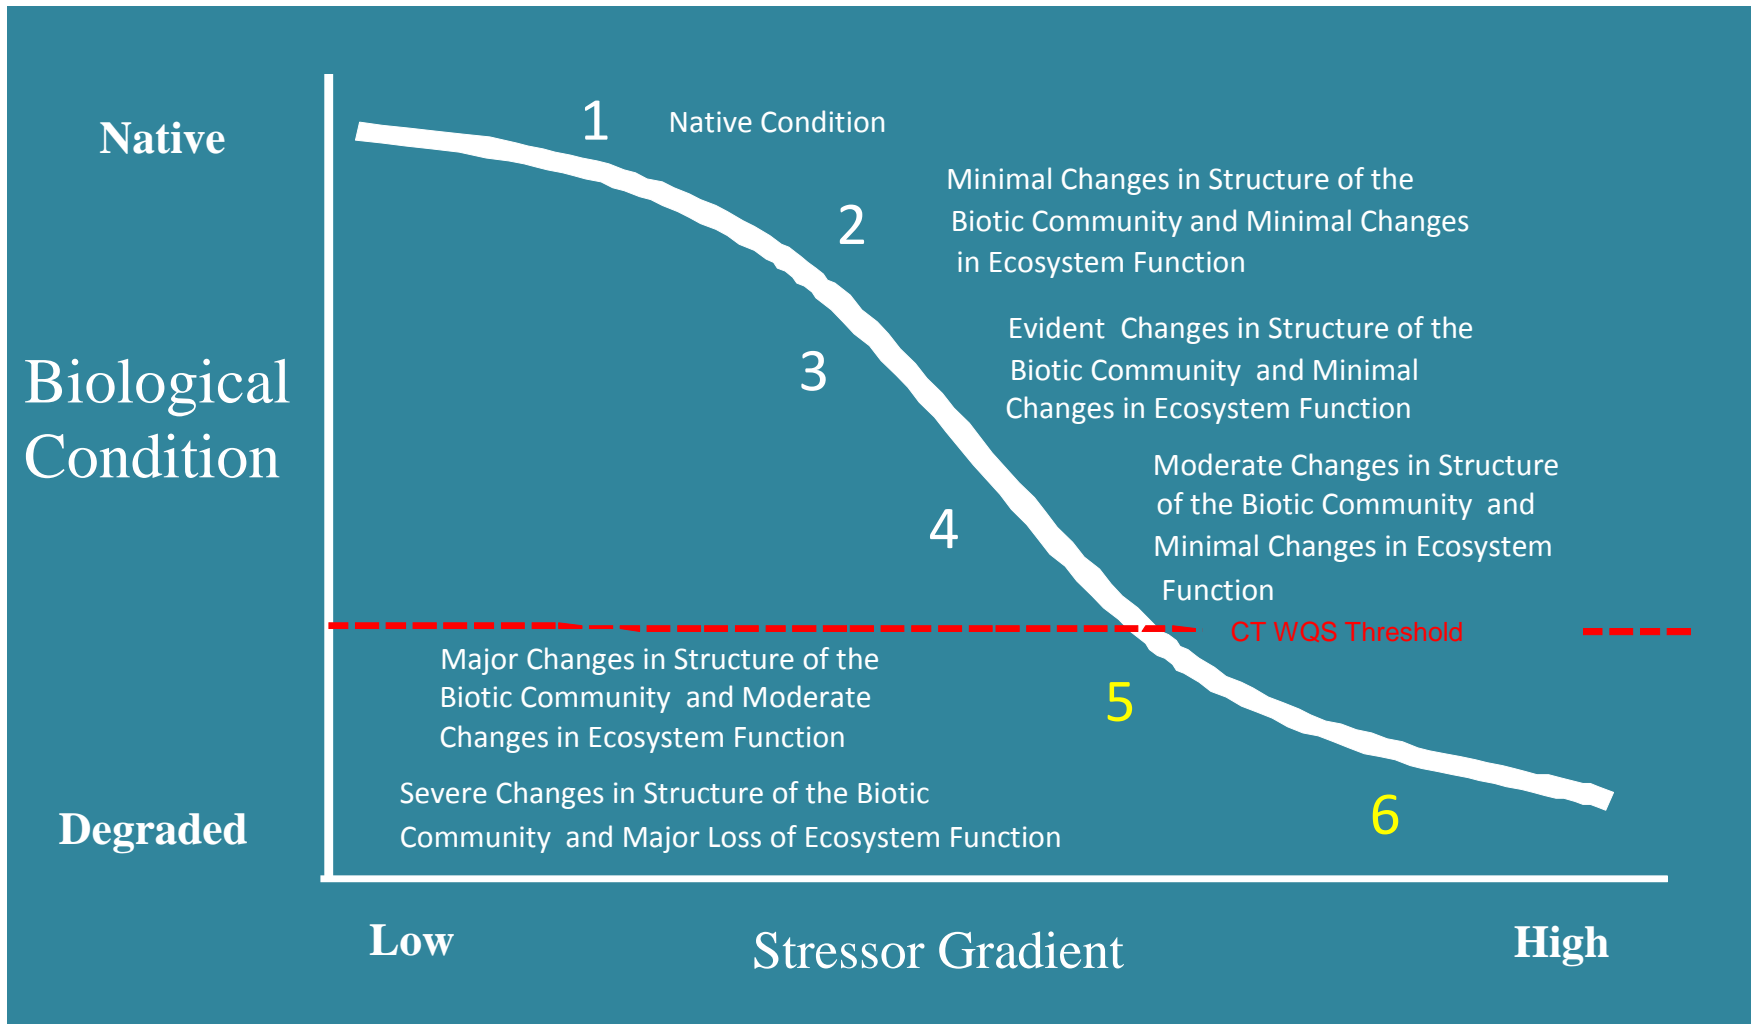 Native
1
Native Condition
2
Minimal Changes in Structure of the
Biotic Community and Minimal Changes
in Ecosystem Function
Biological
Condition
3
Evident Changes in Structure of the
Biotic Community and Minimal
Changes in Ecosystem Function
4
Moderate Changes in Structure
of the Biotic Community and
Minimal Changes in Ecosystem
Function
CT WQS Threshold
Major Changes in Structure of the
Biotic Community and Moderate
Changes in Ecosystem Function
5
Severe Changes in Structure of the Biotic
Community and Major Loss of Ecosystem Function
6
Degraded
Low
Stressor Gradient
High